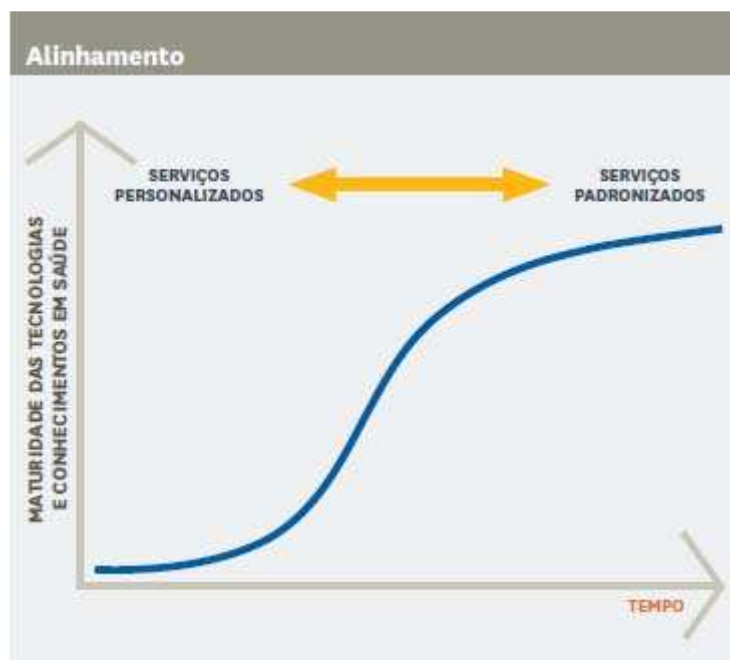 Alinhamento
SERVIÇOS
PERSONALIZADOS
SERVIÇOS
PADRONIZADOS
MATURIDADE DAS TECNOLOGIAS
E CONHECIMENTOS EM SAÚDE
TEMPO